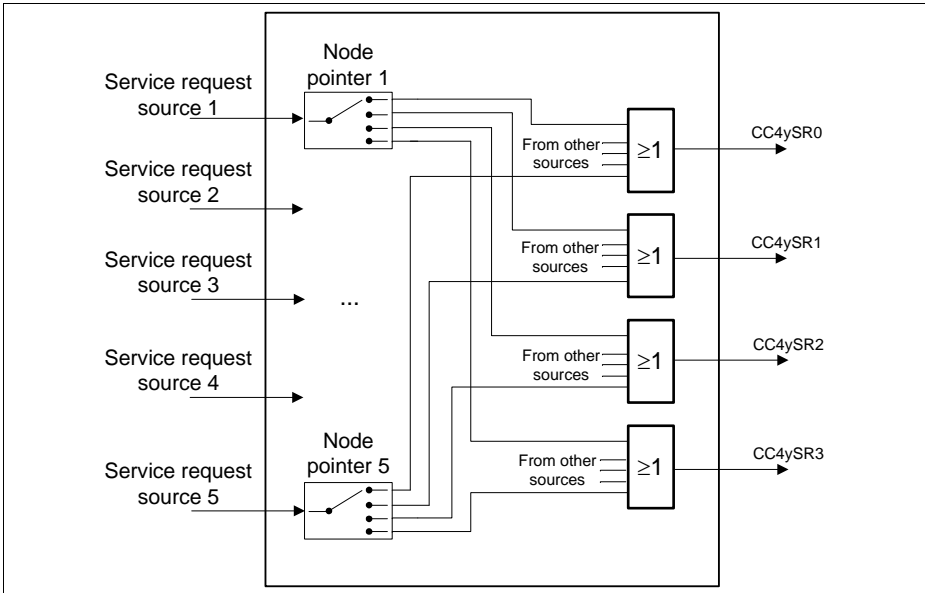 Node
pointer 1
Service request
source 1
Service request
source 2
Service request
source 3
...
Service request
source 4
Node
pointer 5
Service request
source 5
From other
sources
≥1
CC4ySR0
From other
sources
≥1
CC4ySR1
From other
sources
≥1
CC4ySR2
From other
sources
≥1
CC4ySR3